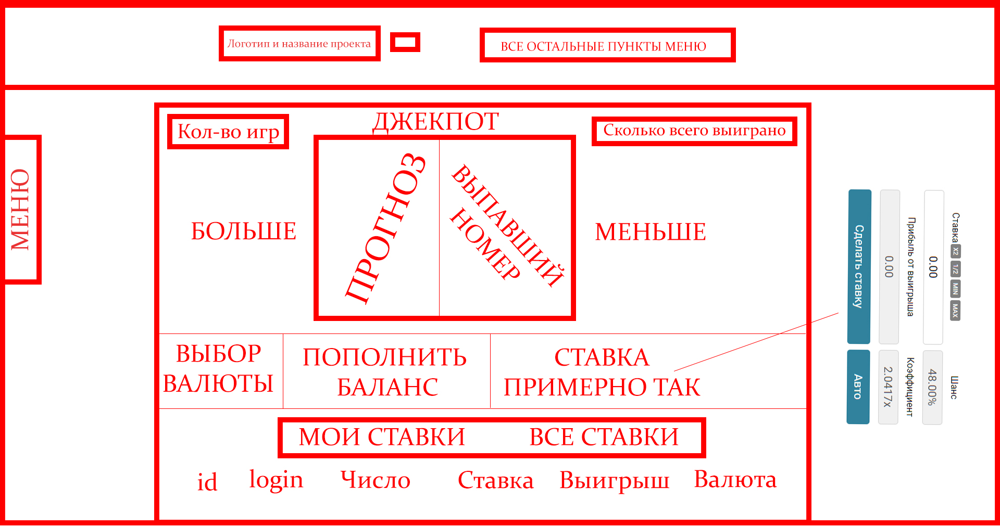 Логотип и название проекта
ВСЕ ОСТАЛЬНЫЕ ПУНКТЫ МЕНЮ
МЕНЮ
Кол-во игр
ДЖЕКПОТ
Сколько всего выиграно
БОЛЬШЕ
ПРОГНОЗ
ВЫПАВШИЙ
НОМЕР
МЕНЬШЕ
ВЫБОР
ВАЛЮТЫ
ПОПОЛНИТЬ
БАЛАНС
СТАВКА
ПРИМЕРНО ТАК
Ставка X2 1/2 MIN MAX Шанс
0.00 48.00%
Прибыль от выигрыша Коэффициент
0.00 2.0417x
Сделать ставку Авто
МОИ СТАВКИ ВСЕ СТАВКИ
id login Число Ставка Выигрыш Валюта